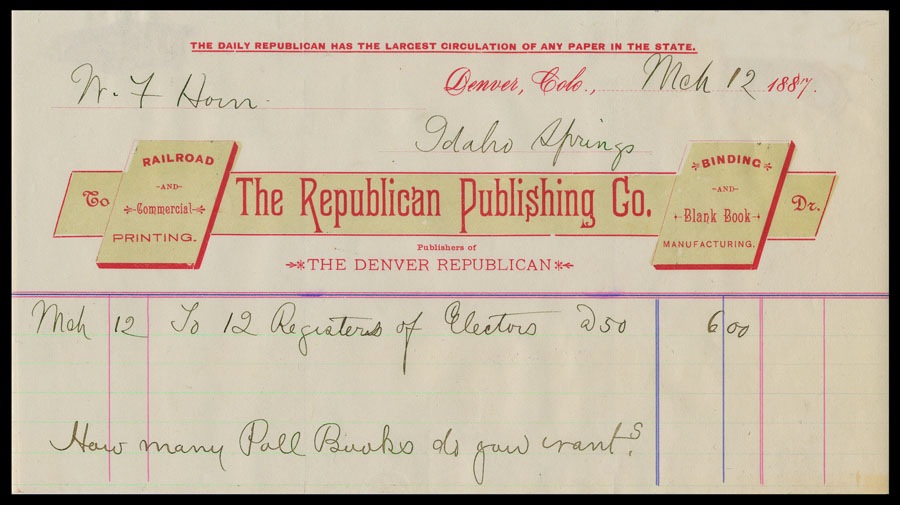 THE DAILY REPUBLICAN HAS THE LARGEST CIRCULATION OF ANY PAPER IN THE STATE.
W. F Horn.
Denver, Colo., Mch 12 1887.
Idaho Springs
To
RAILROAD
-AND-
Commercial
PRINTING.
The Republican Publishing Co.
BINDING
-AND-
Blank Book
MANUFACTURING.
Dr.
Publishers of
THE DENVER REPUBLICAN
Mch 12 To 12 Registers of Electors @ 50 6 00
How many Poll Books do you want?